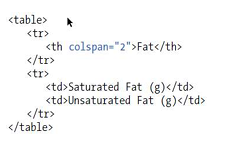 <table>
<tr>
<th colspan="2">Fat</th>
</tr>
<tr>
<td>Saturated Fat (g)</td>
<td>Unsaturated Fat (g)</td>
</tr>
</table>